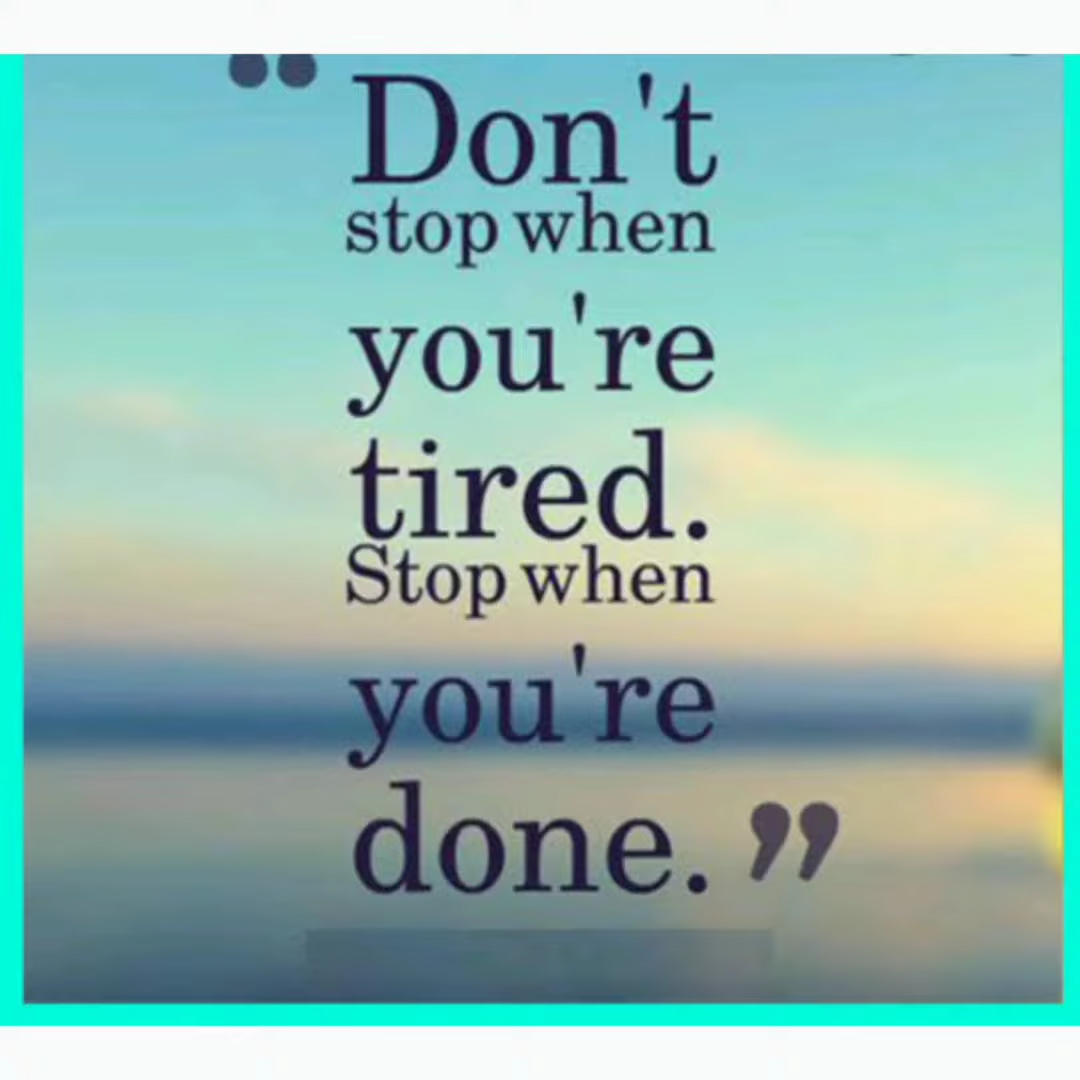 “ Don't
stop when
you're
tired.
Stop when
you're
done. ”